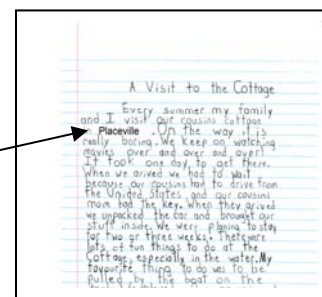 A Visit to the Cottage
Every summer my family
and I visit our cousins cottage
in Placeville . On the way it is
really boring. We keep on watching
movies over and over and over!
It took one day to get there.
When we arived we had to wait
because our cousins had to drive from
the United States and our cousins
mom had the key. When they arived
we unpacked the car and brought our
stuff inside. We were planing to stay
for two or three weeks. There are
lots of fun things to do at the
Cottage, especially in the water. My
favourite thing to do was to be
pulled by the boat on the